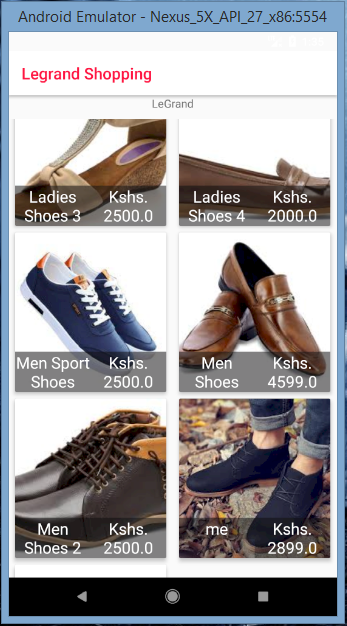 Android Emulator - Nexus_5X_API_27_x86:5554
Legrand Shopping
LeGrand
Ladies Kshs.
Shoes 3 2500.0
Ladies Kshs.
Shoes 4 2000.0
Men Sport Kshs.
Shoes 2500.0
Men Kshs.
Shoes 4599.0
Men Kshs.
Shoes 2 2500.0
me Kshs.
2899.0